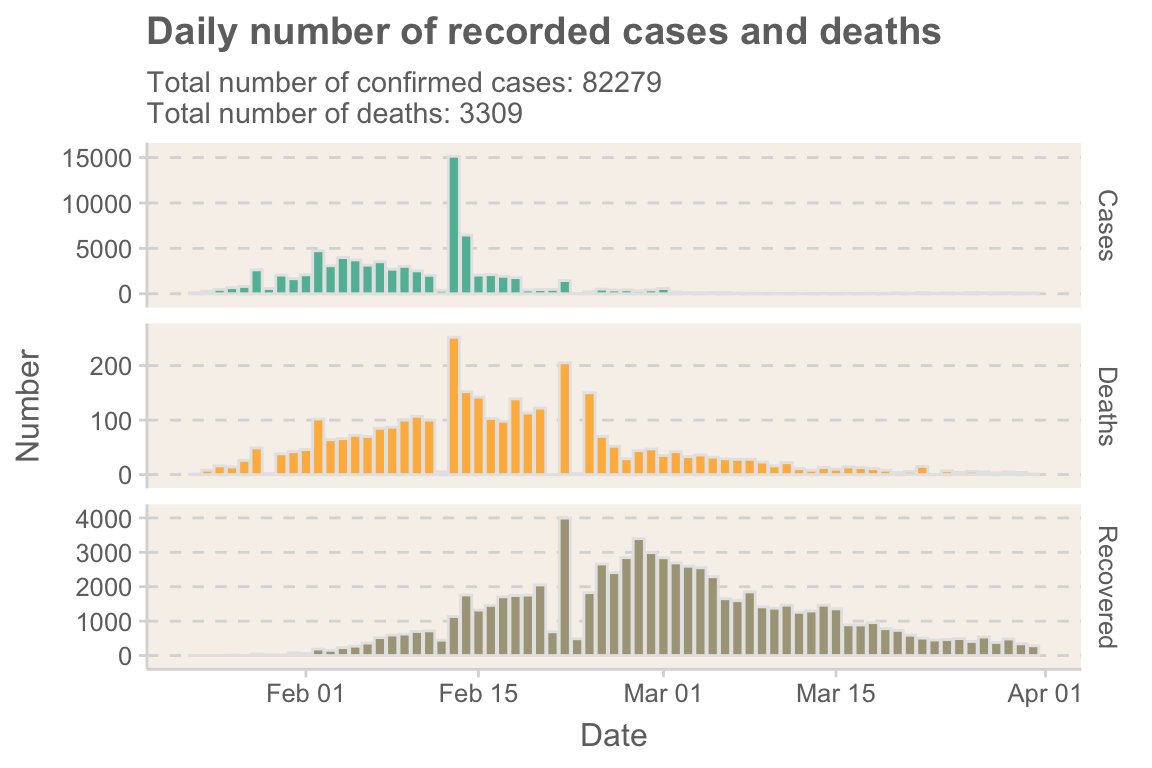 Daily number of recorded cases and deaths
Total number of confirmed cases: 82279
Total number of deaths: 3309
15000
10000
5000
0
Cases
200
100
0
Deaths
4000
3000
2000
1000
0
Recovered
Number
Feb 01
Feb 15
Mar 01
Mar 15
Apr 01
Date